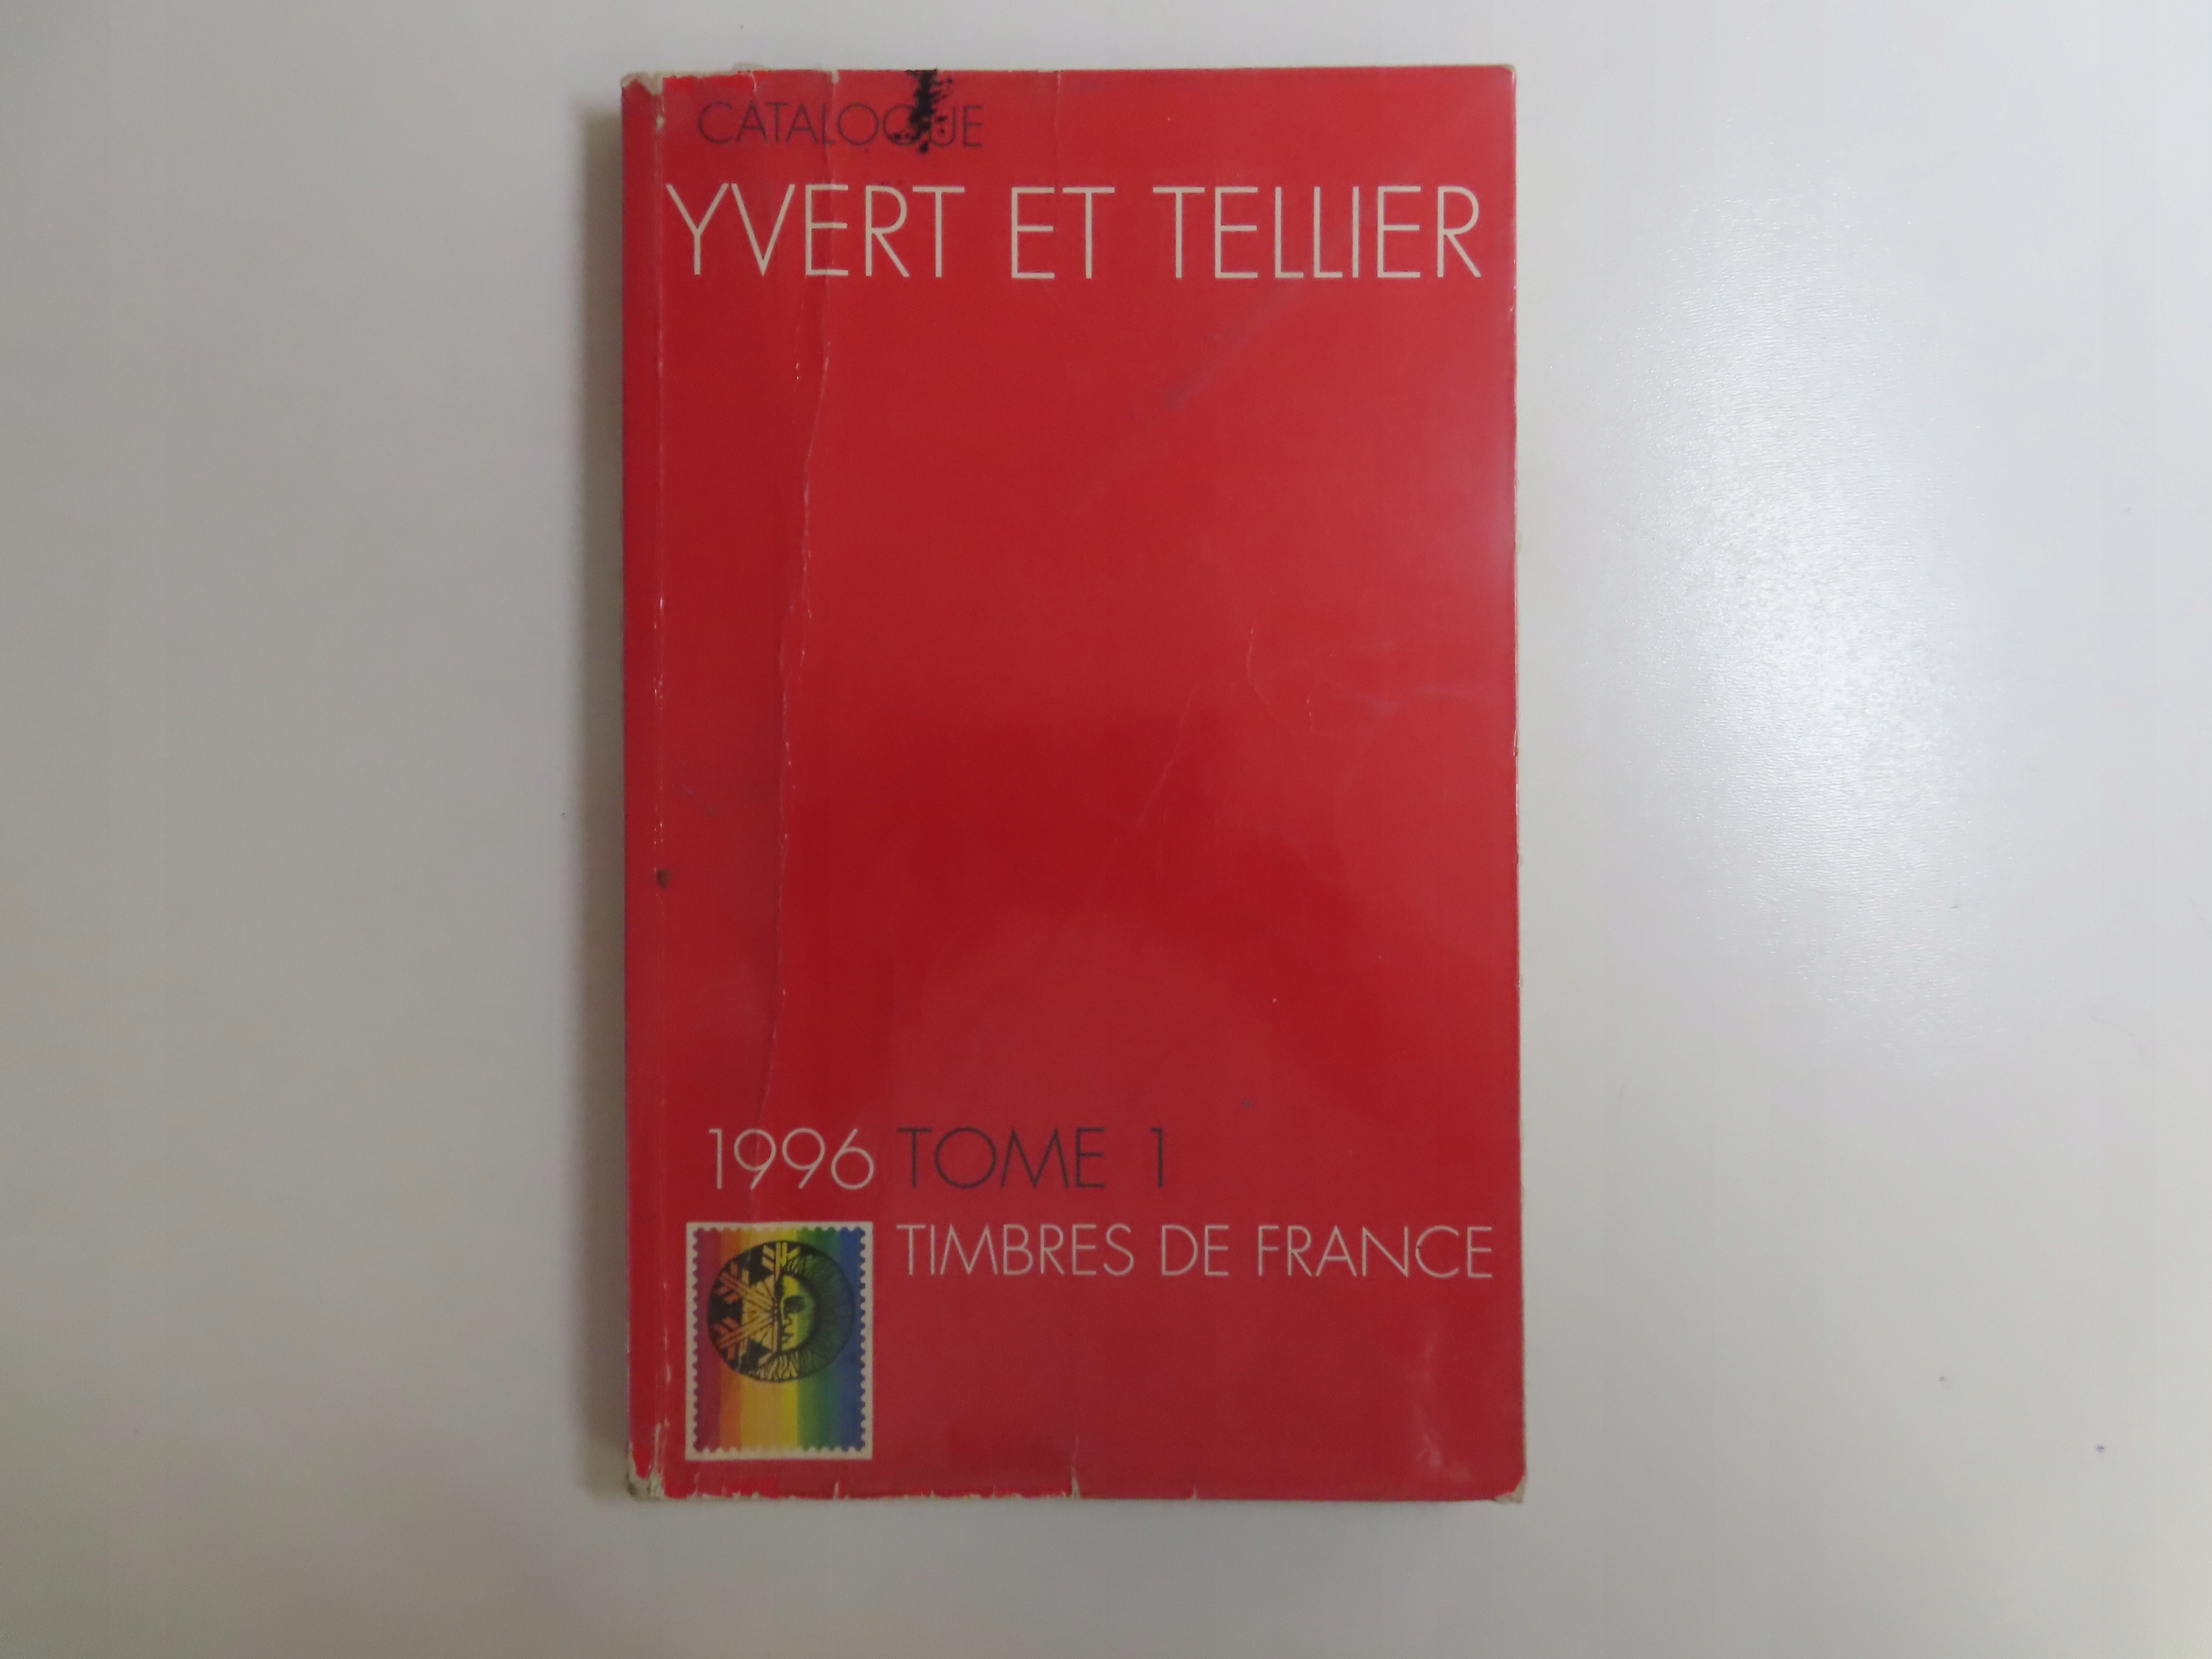 CATALOGUE
YVERT ET TELLIER
1996 TOME 1
TIMBRES DE FRANCE